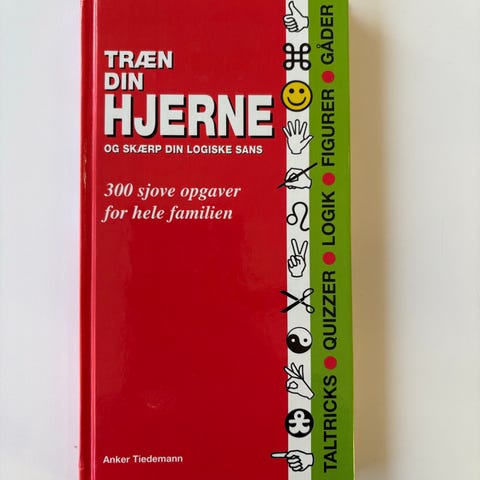 TRÆN
DIN
HJERNE
OG SKÆRP DIN LOGISKE SANS
300 sjove opgaver
for hele familien
Anker Tiedemann
TALTRICKS ● QUIZZER ● LOGIK ● FIGURER ● GÅDER